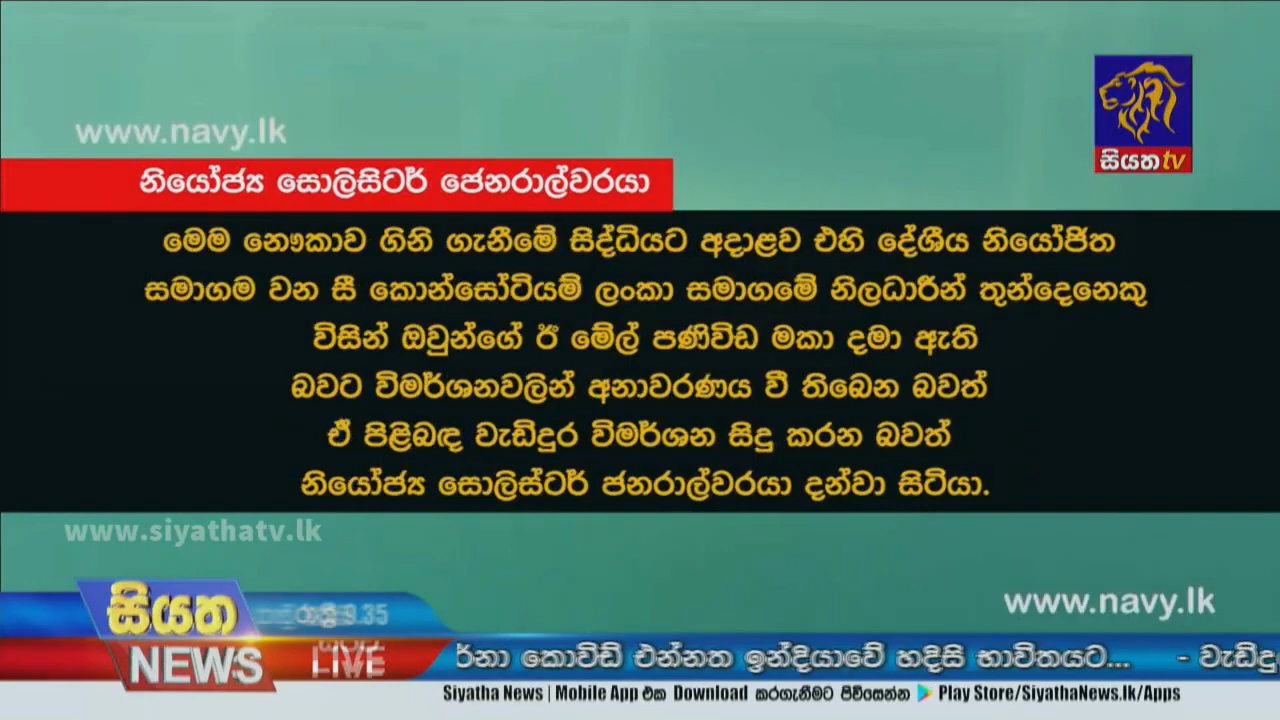 www.navy.lk
සියත tv
නියෝජ්‍ය සොලිසිටර් ජෙනරාල්වරයා
මෙම නෞකාව ගිනි ගැනීමේ සිද්ධියට අදාළව එහි දේශීය නියෝජිත
සමාගම වන සී කොන්සෝටියම් ලංකා සමාගමේ නිලධාරීන් තුන්දෙනෙකු
විසින් ඔවුන්ගේ ඊ මේල් පණිවිඩ මකා දමා ඇති
බවට විමර්ශනවලින් අනාවරණය වී තිබෙන බවත්
ඒ පිළිබඳ වැඩිදුර විමර්ශන සිදු කරන බවත්
නියෝජ්‍ය සොලිස්ටර් ජනරාල්වරයා දන්වා සිටියා.
www.siyathatv.lk
www.navy.lk
සියත
9.35
NEWS
LIVE
ර්නා කොවිඩ් එන්නත ඉන්දියාවේ හදිසි භාවිතයට... - වැඩිදු
Siyatha News | Mobile App එක Download කරගැනීමට පිවිසෙන්න Play Store/SiyathaNews.lk/Apps